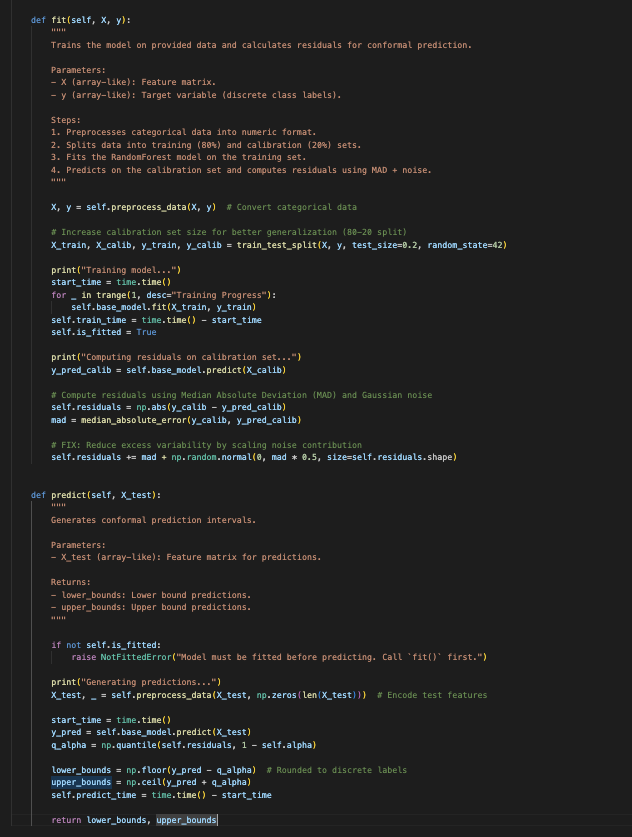 def fit(self, X, y):
"""
Trains the model on provided data and calculates residuals for conformal prediction.
Parameters:
- X (array-like): Feature matrix.
- y (array-like): Target variable (discrete class labels).
Steps:
1. Preprocesses categorical data into numeric format.
2. Splits data into training (80%) and calibration (20%) sets.
3. Fits the RandomForest model on the training set.
4. Predicts on the calibration set and computes residuals using MAD + noise.
"""
X, y = self.preprocess_data(X, y)  # Convert categorical data
# Increase calibration set size for better generalization (80-20 split)
X_train, X_calib, y_train, y_calib = train_test_split(X, y, test_size=0.2, random_state=42)
print("Training model...")
start_time = time.time()
for _ in trange(1, desc="Training Progress"):
self.base_model.fit(X_train, y_train)
self.train_time = time.time() - start_time
self.is_fitted = True
print("Computing residuals on calibration set...")
y_pred_calib = self.base_model.predict(X_calib)
# Compute residuals using Median Absolute Deviation (MAD) and Gaussian noise
self.residuals = np.abs(y_calib - y_pred_calib)
mad = median_absolute_error(y_calib, y_pred_calib)
# FIX: Reduce excess variability by scaling noise contribution
self.residuals += mad + np.random.normal(0, mad * 0.5, size=self.residuals.shape)
def predict(self, X_test):
"""
Generates conformal prediction intervals.
Parameters:
- X_test (array-like): Feature matrix for predictions.
Returns:
- lower_bounds: Lower bound predictions.
- upper_bounds: Upper bound predictions.
"""
if not self.is_fitted:
raise NotFittedError("Model must be fitted before predicting. Call `fit()` first.")
print("Generating predictions...")
X_test, _ = self.preprocess_data(X_test, np.zeros(len(X_test)))  # Encode test features
start_time = time.time()
y_pred = self.base_model.predict(X_test)
q_alpha = np.quantile(self.residuals, 1 - self.alpha)
lower_bounds = np.floor(y_pred - q_alpha)  # Rounded to discrete labels
upper_bounds = np.ceil(y_pred + q_alpha)
self.predict_time = time.time() - start_time
return lower_bounds, upper_bounds